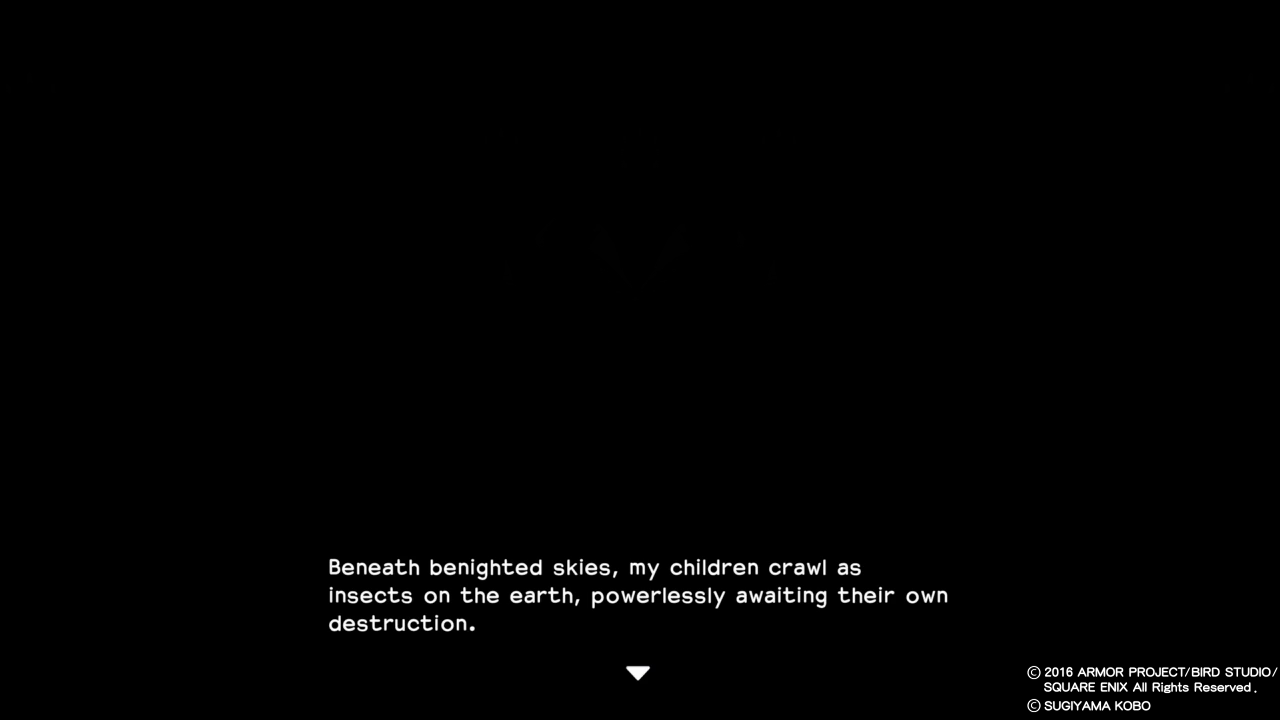 Beneath benighted skies, my children crawl as
insects on the earth, powerlessly awaiting their own
destruction.
© 2016 ARMOR PROJECT/BIRD STUDIO/
SQUARE ENIX All Rights Reserved.
© SUGIYAMA KOBO